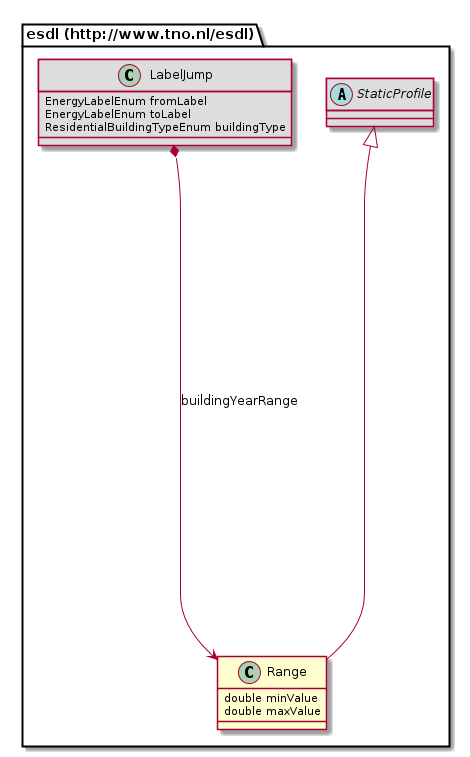 esdl (http://www.tno.nl/esdl)
C LabelJump
EnergyLabelEnum fromLabel
EnergyLabelEnum toLabel
ResidentialBuildingTypeEnum buildingType
A StaticProfile
buildingYearRange
C Range
double minValue
double maxValue